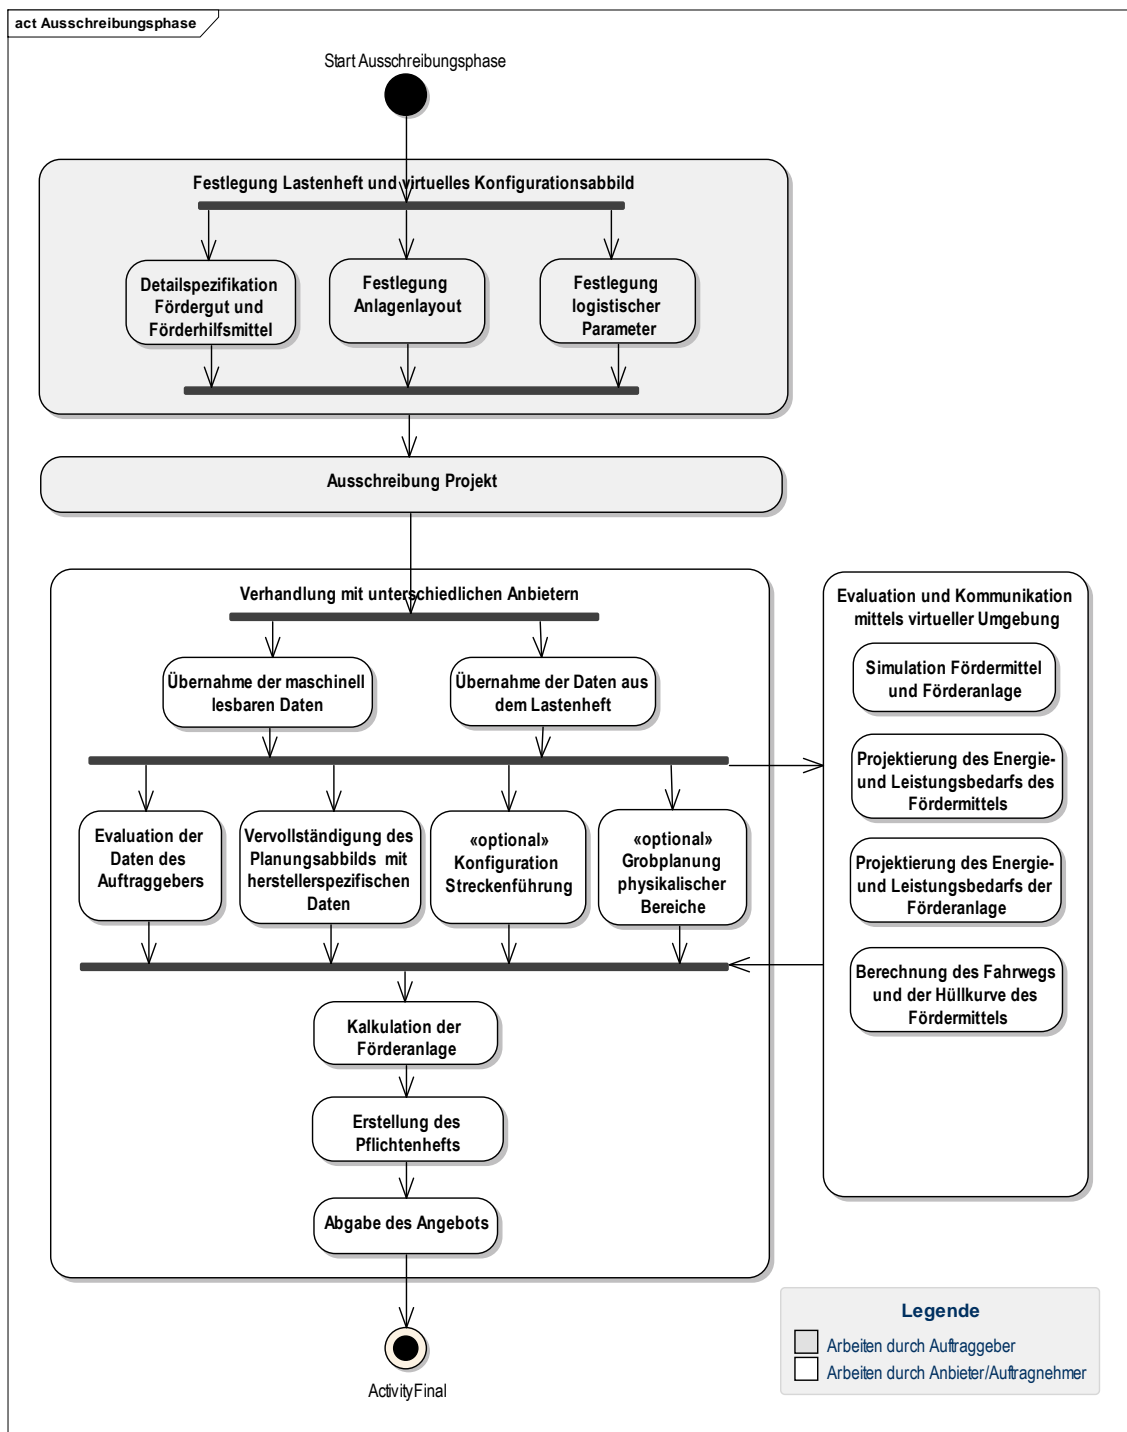 act Ausschreibungsphase
Start Ausschreibungsphase
Festlegung Lastenheft und virtuelles Konfigurationsabbild
Detailspezifikation
Fördergut und
Förderhilfsmittel
Festlegung
Anlagenlayout
Festlegung
logistischer
Parameter
Ausschreibung Projekt
Verhandlung mit unterschiedlichen Anbietern
Übernahme der maschinell
lesbaren Daten
Übernahme der Daten aus
dem Lastenheft
Evaluation der
Daten des
Auftraggebers
Vervollständigung des
Planungsabbilds mit
herstellerspezifischen
Daten
«optional»
Konfiguration
Streckenführung
«optional»
Grobplanung
physikalischer
Bereiche
Kalkulation der
Förderanlage
Erstellung des
Pflichtenhefts
Abgabe des Angebots
ActivityFinal
Evaluation und Kommunikation
mittels virtueller Umgebung
Simulation Fördermittel
und Förderanlage
Projektierung des Energie-
und Leistungsbedarfs des
Fördermittels
Projektierung des Energie-
und Leistungsbedarfs der
Förderanlage
Berechnung des Fahrwegs
und der Hüllkurve des
Fördermittels
Legende
Arbeiten durch Auftraggeber
Arbeiten durch Anbieter/Auftragnehmer